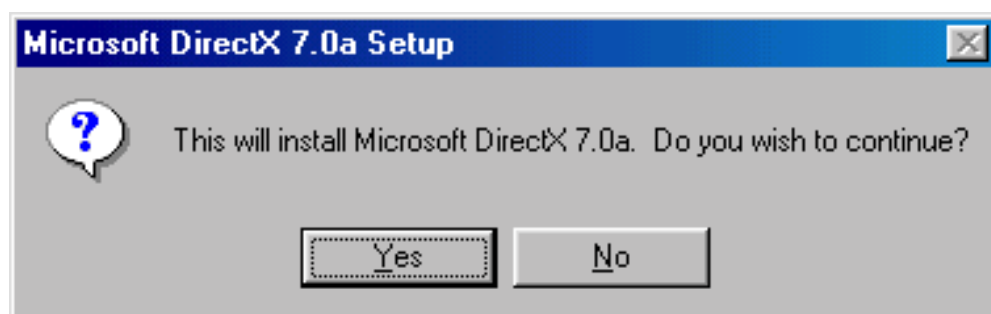 Microsoft DirectX 7.0a Setup
This will install Microsoft DirectX 7.0a. Do you wish to continue?
Yes No